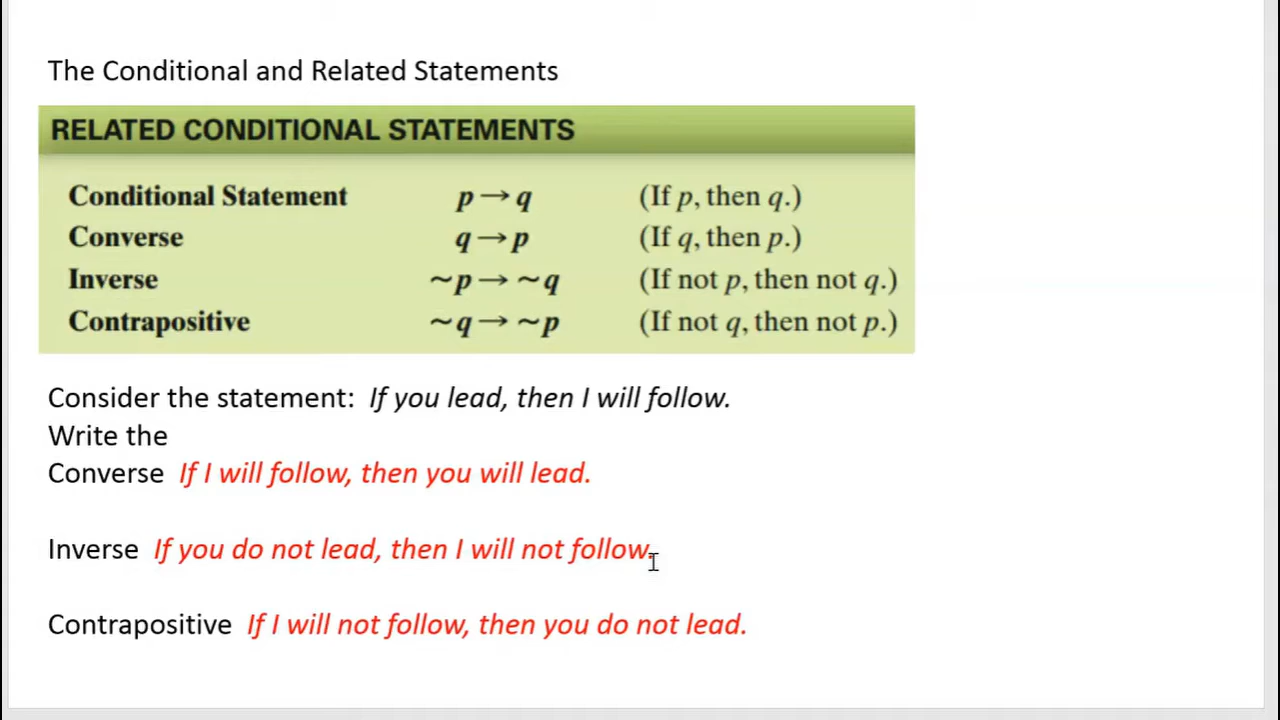 The Conditional and Related Statements
RELATED CONDITIONAL STATEMENTS
Conditional Statement p → q (If p, then q.)
Converse q → p (If q, then p.)
Inverse ~p → ~q (If not p, then not q.)
Contrapositive ~q → ~p (If not q, then not p.)
Consider the statement: If you lead, then I will follow.
Write the
Converse If I will follow, then you will lead.
Inverse If you do not lead, then I will not follow.
Contrapositive If I will not follow, then you do not lead.